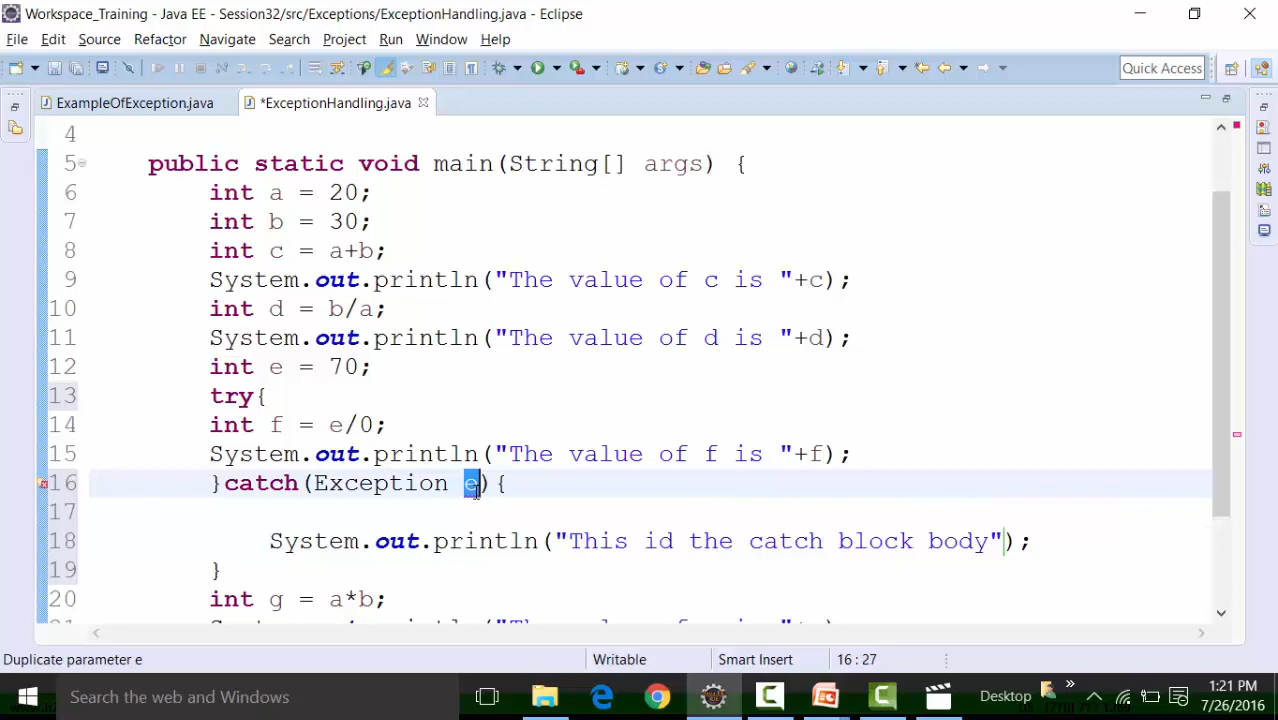 Workspace_Training - Java EE - Session32/src/Exceptions/ExceptionHandling.java - Eclipse
File Edit Source Refactor Navigate Search Project Run Window Help
Quick Access
ExampleOfException.java *ExceptionHandling.java
4
5 public static void main(String[] args) {
6 int a = 20;
7 int b = 30;
8 int c = a+b;
9 System.out.println("The value of c is "+c);
10 int d = b/a;
11 System.out.println("The value of d is "+d);
12 int e = 70;
13 try{
14 int f = e/0;
15 System.out.println("The value of f is "+f);
16 }catch(Exception e){
17
18 System.out.println("This id the catch block body");
19 }
20 int g = a*b;
Duplicate parameter e Writable Smart Insert 16 : 27
Search the web and Windows Desktop 1:21 PM
7/26/2016